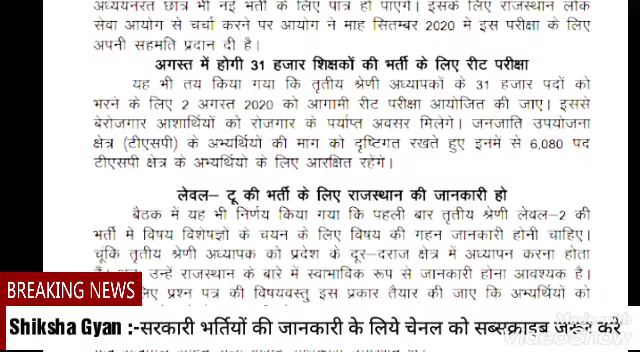 अध्ययनरत छात्र भी नई भर्ती के लिए पात्र हो पाएंगे। इसके लिए राजस्थान लोक
सेवा आयोग से चर्चा करने पर आयोग ने माह सितम्बर 2020 में इस परीक्षा के लिए
अपनी सहमति प्रदान दी है।
अगस्त में होगी 31 हजार शिक्षकों की भर्ती के लिए रीट परीक्षा
यह भी तय किया गया कि तृतीय श्रेणी अध्यापकों के 31 हजार पदों को
भरने के लिए 2 अगस्त 2020 को आगामी रीट परीक्षा आयोजित की जाए। इससे
बेरोजगार आशार्थियों को रोजगार के पर्याप्त अवसर मिलेगे। जनजाति उपयोजना
क्षेत्र (टीएसपी) के अभ्यर्थियों की माग को दृष्टिगत रखते हुए इनमें से 6,080 पद
टीएसपी क्षेत्र के अभ्यर्थियों के लिए आरक्षित रहेंगे।
लेवल– टू की भर्ती के लिए राजस्थान की जानकारी हो
बैठक में यह भी निर्णय किया गया कि पहली बार तृतीय श्रेणी लेवल-2 की
भर्ती में विषय विशेषज्ञों के चयन के लिए विषय की गहन जानकारी होनी चाहिए।
चूंकि तृतीय श्रेणी अध्यापक को प्रदेश के दूर-दराज क्षेत्र में अध्यापन करना होता
उन्हें राजस्थान के बारे में स्वाभाविक रूप से जानकारी होना आवश्यक है।
लिए प्रश्न पत्र की विषयवस्तु इस प्रकार तैयार की जाए कि अभ्यर्थियों को
BREAKING NEWS
Made with
VivaVideo
Shiksha Gyan :-सरकारी भर्तियों की जानकारी के लिये चेनल को सब्सक्राइब जरूर करे